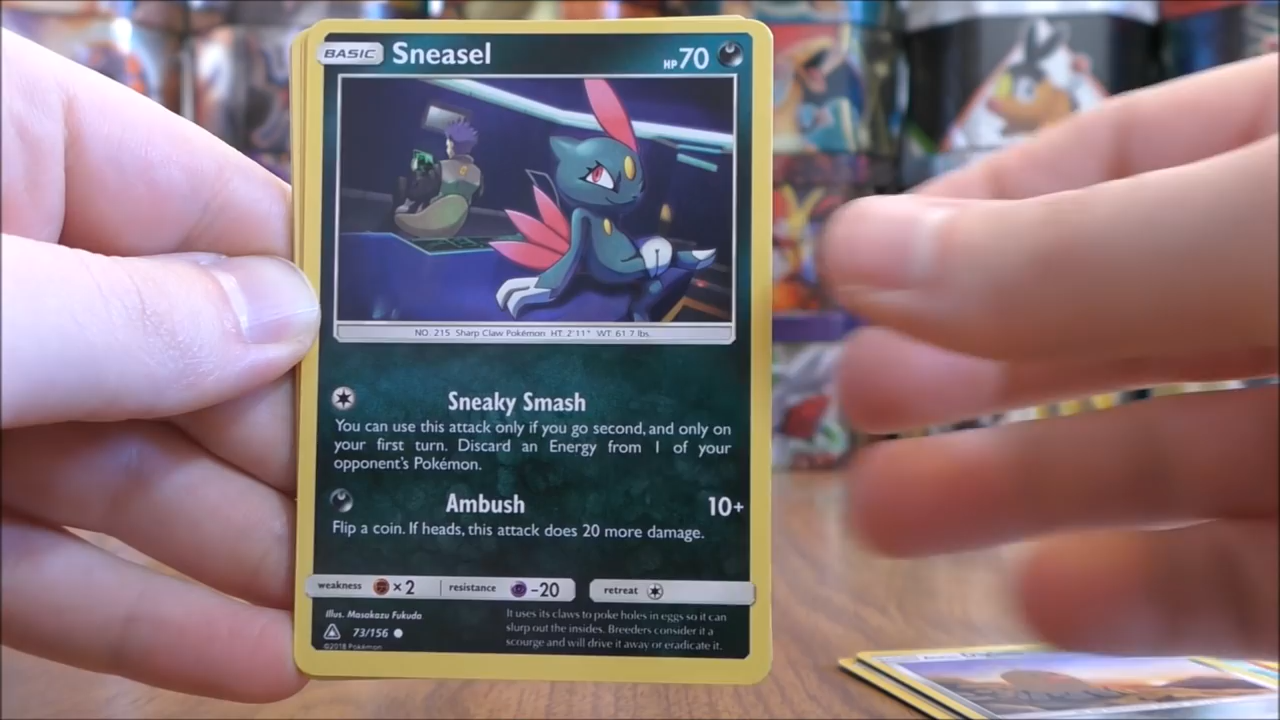 BASIC Sneasel HP 70
NO. 215 Sharp Claw Pokémon HT: 2'11" WT: 61.7 lbs.
Sneaky Smash
You can use this attack only if you go second, and only on
your first turn. Discard an Energy from 1 of your
opponent's Pokémon.
Ambush 10+
Flip a coin. If heads, this attack does 20 more damage.
weakness ×2 resistance -20 retreat
Illus. Masakazu Fukuda
73/156
©2018 Pokémon
It uses its claws to poke holes in eggs so it can
slurp out the insides. Breeders consider it a
scourge and will drive it away or eradicate it.